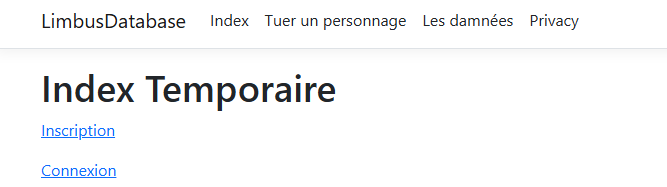 LimbusDatabase Index Tuer un personnage Les damnées Privacy
Index Temporaire
Inscription
Connexion